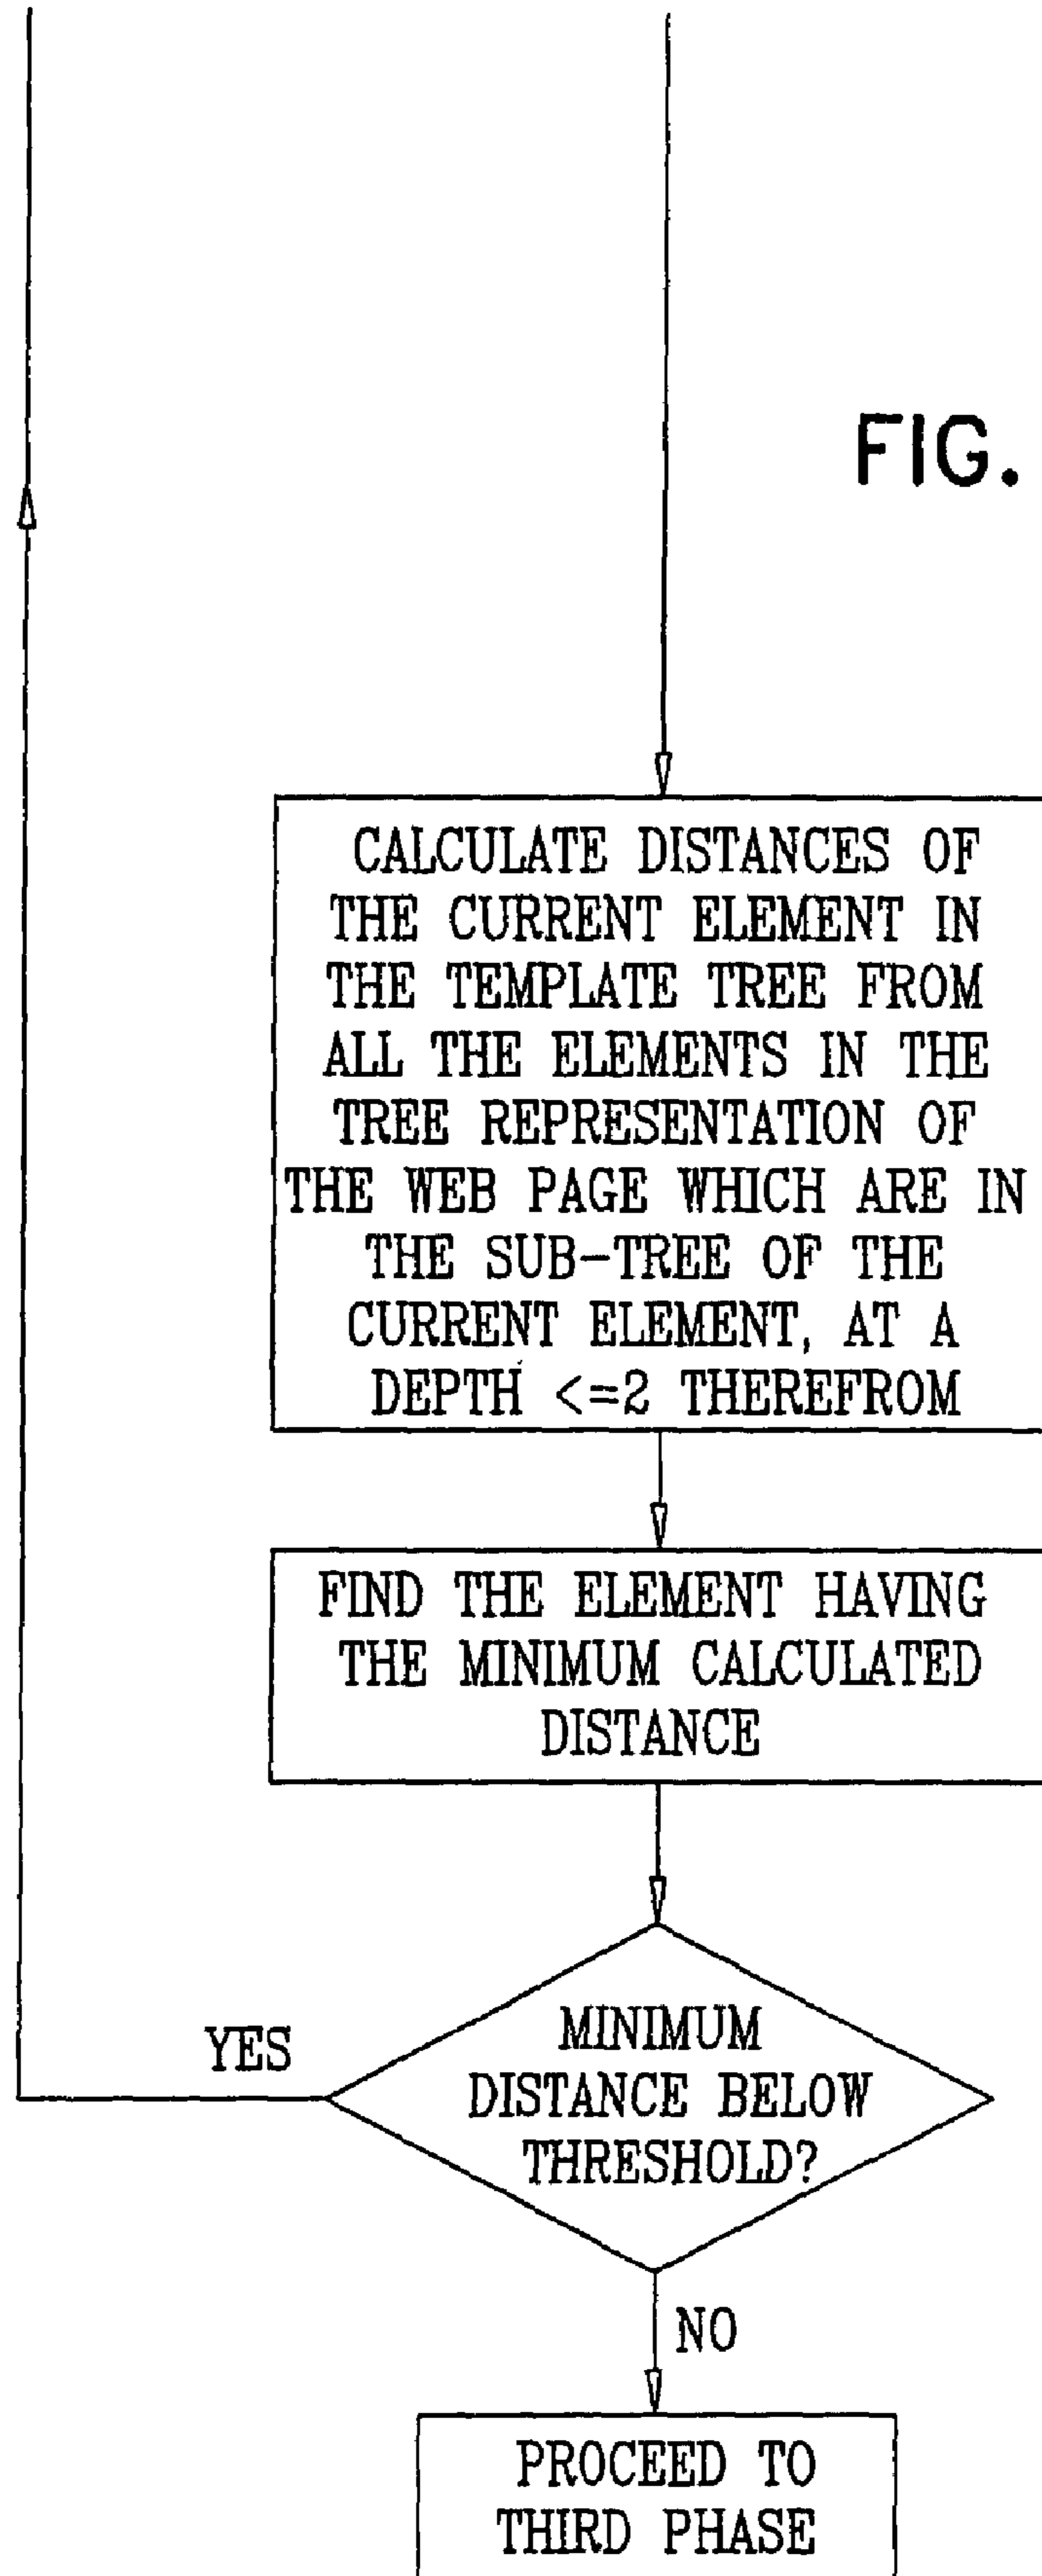 FIG.
CALCULATE DISTANCES OF
THE CURRENT ELEMENT IN
THE TEMPLATE TREE FROM
ALL THE ELEMENTS IN THE
TREE REPRESENTATION OF
THE WEB PAGE WHICH ARE IN
THE SUB-TREE OF THE
CURRENT ELEMENT, AT A
DEPTH <=2 THEREFROM
FIND THE ELEMENT HAVING
THE MINIMUM CALCULATED
DISTANCE
YES
MINIMUM
DISTANCE BELOW
THRESHOLD?
NO
PROCEED TO
THIRD PHASE